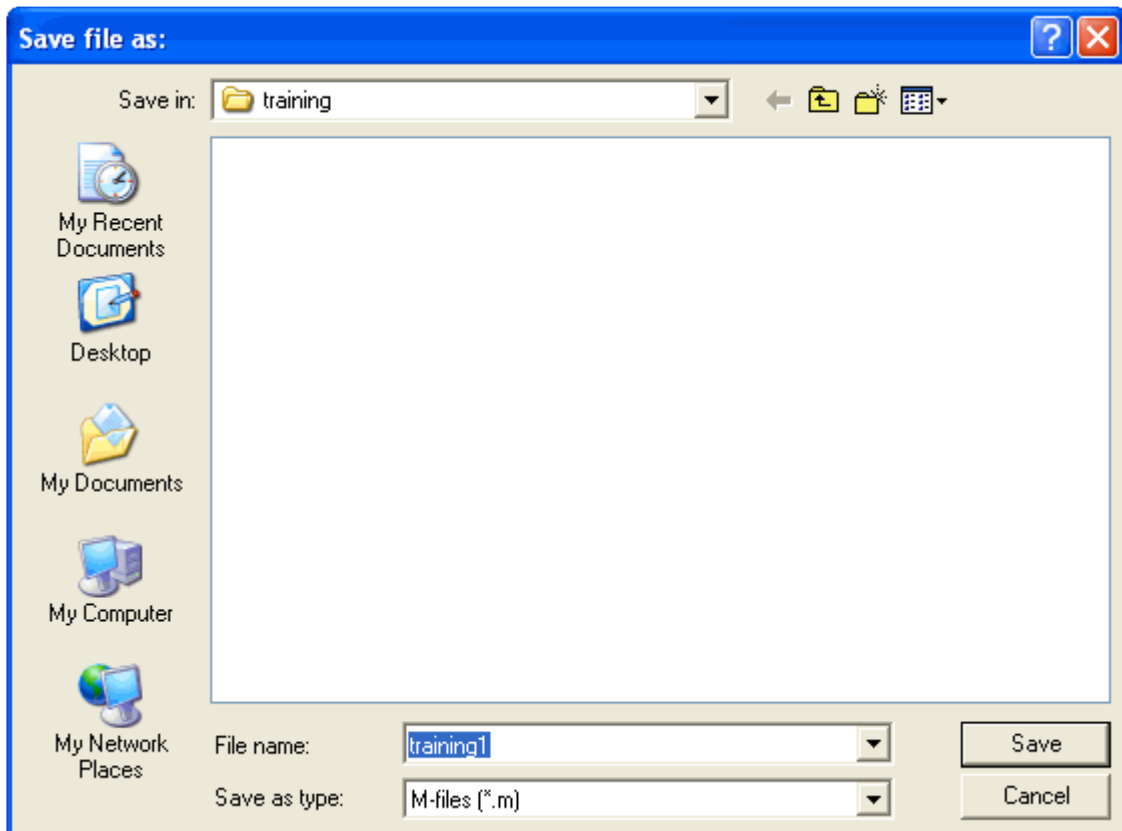 Save file as:
Save in: training
My Recent
Documents
Desktop
My Documents
My Computer
My Network
Places
File name: training1 Save
Save as type: M-files (*.m) Cancel